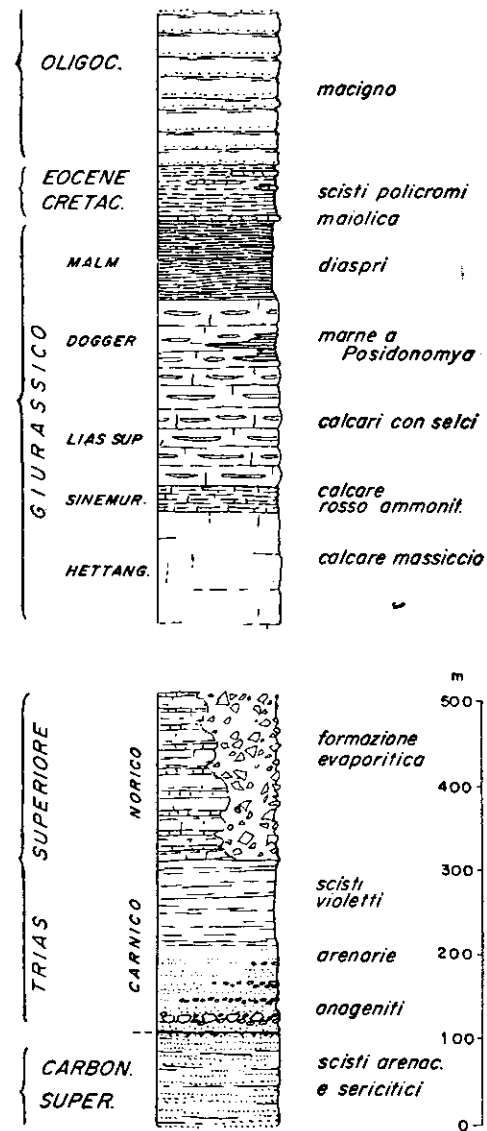 OLIGOC.
macigno
EOCENE
CRETAC.
scisti policromi
maiolica
GIURASSICO
MALM
diaspri
DOGGER
marne a
Posidonomya
LIAS SUP
calcari con selci
SINEMUR.
calcare
rosso ammonit.
HETTANG.
calcare massiccio
m
500
TRIAS SUPERIORE
NORICO
formazione
evaporitica
400
300
CARNICO
scisti
violetti
arenarie
200
anageniti
100
CARBON.
SUPER.
scisti arenac.
e sericitici
0